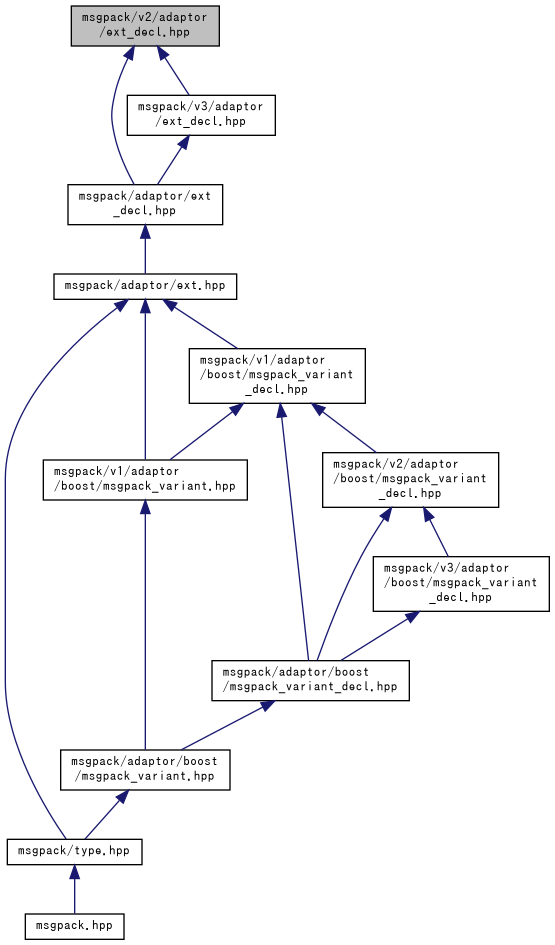 msgpack/v2/adaptor
/ext_decl.hpp
msgpack/v3/adaptor
/ext_decl.hpp
msgpack/adaptor/ext
_decl.hpp
msgpack/adaptor/ext.hpp
msgpack/v1/adaptor
/boost/msgpack_variant
_decl.hpp
msgpack/v1/adaptor
/boost/msgpack_variant.hpp
msgpack/v2/adaptor
/boost/msgpack_variant
_decl.hpp
msgpack/v3/adaptor
/boost/msgpack_variant
_decl.hpp
msgpack/adaptor/boost
/msgpack_variant_decl.hpp
msgpack/adaptor/boost
/msgpack_variant.hpp
msgpack/type.hpp
msgpack.hpp